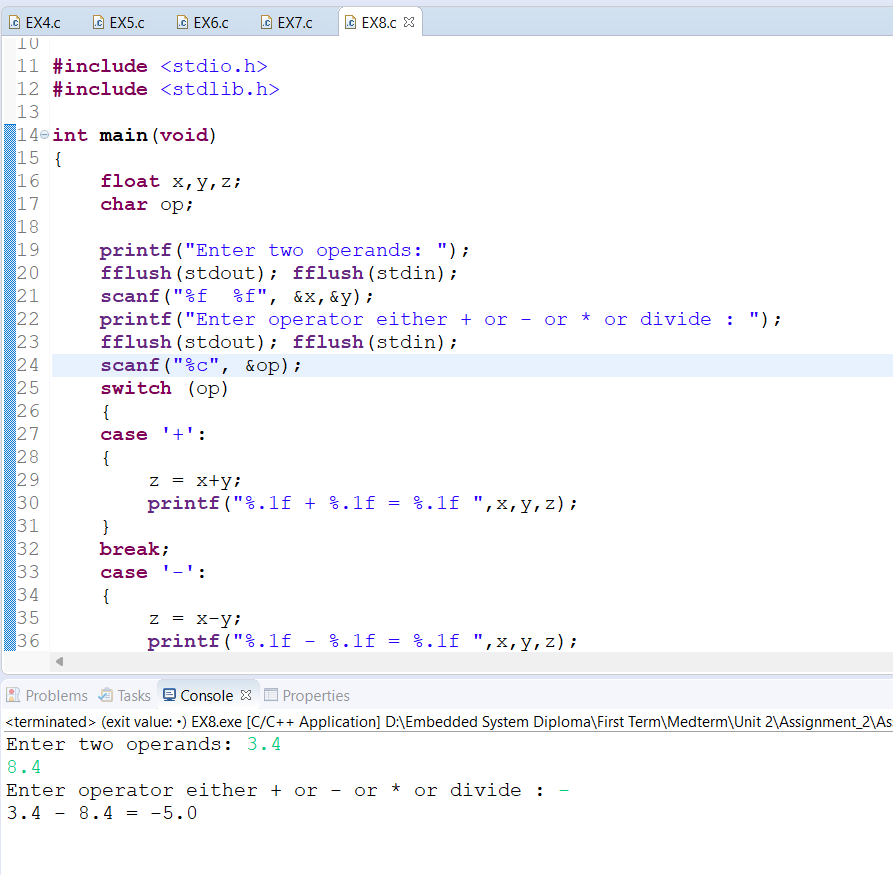 EX4.c EX5.c EX6.c EX7.c EX8.c
10
11 #include <stdio.h>
12 #include <stdlib.h>
13
14 int main(void)
15 {
16     float x,y,z;
17     char op;
18
19     printf("Enter two operands: ");
20     fflush(stdout); fflush(stdin);
21     scanf("%f  %f", &x,&y);
22     printf("Enter operator either + or - or * or divide : ");
23     fflush(stdout); fflush(stdin);
24     scanf("%c", &op);
25     switch (op)
26     {
27     case '+':
28     {
29         z = x+y;
30         printf("%.1f + %.1f = %.1f ",x,y,z);
31     }
32     break;
33     case '-':
34     {
35         z = x-y;
36         printf("%.1f - %.1f = %.1f ",x,y,z);
Problems Tasks Console Properties
<terminated> (exit value: •) EX8.exe [C/C++ Application] D:\Embedded System Diploma\First Term\Medterm\Unit 2\Assignment_2\As
Enter two operands: 3.4
8.4
Enter operator either + or - or * or divide : -
3.4 - 8.4 = -5.0